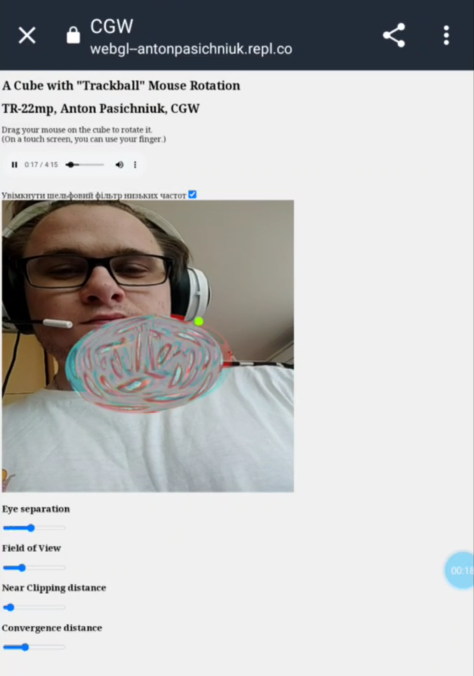 CGW
webgl--antonpasichniuk.repl.co
A Cube with "Trackball" Mouse Rotation
TR-22mp, Anton Pasichniuk, CGW
Drag your mouse on the cube to rotate it.
(On a touch screen, you can use your finger.)
0:17 / 4:15
Увімкнути шельфовий фільтр низьких частот
Eye separation
Field of View
00:18
Near Clipping distance
Convergence distance